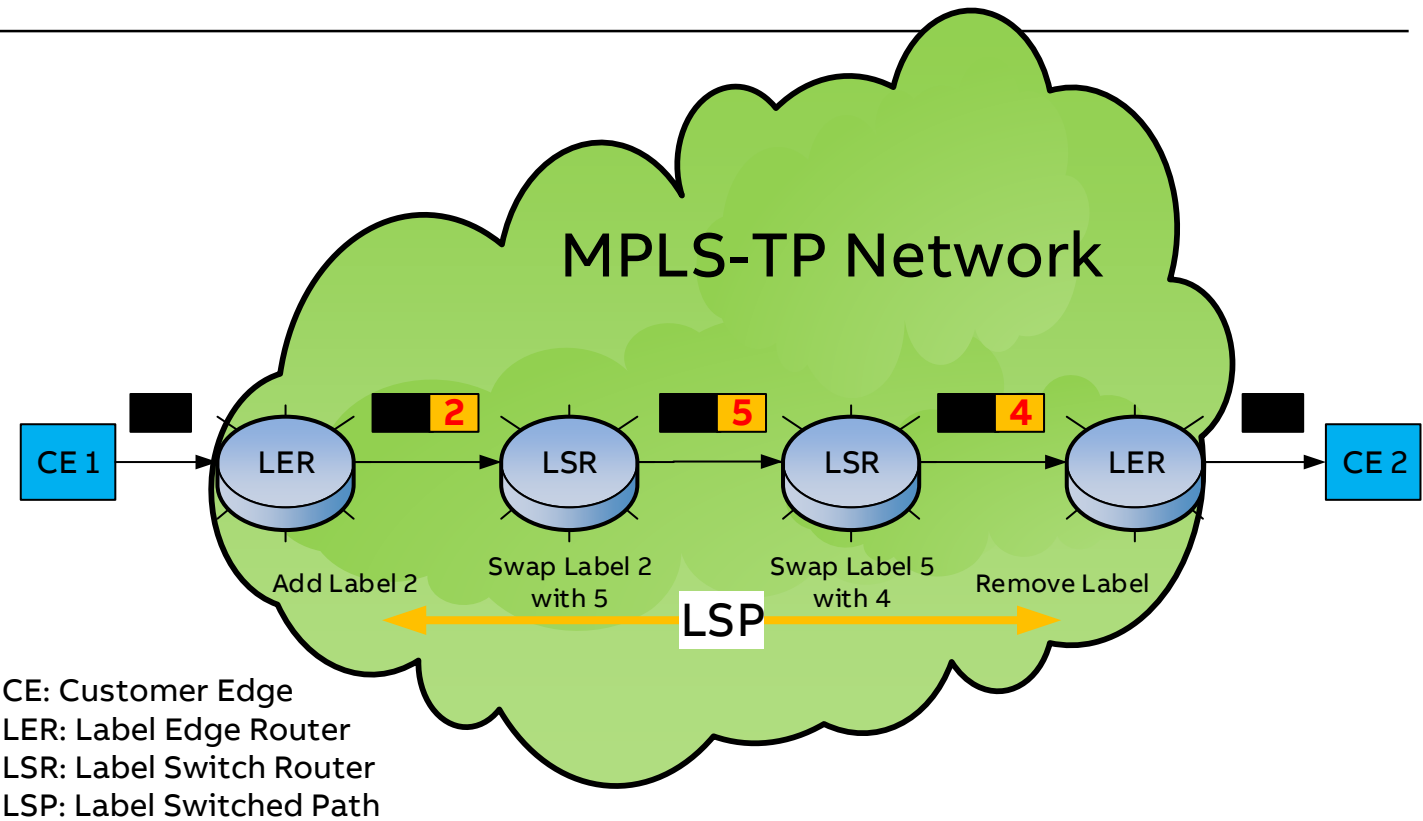 MPLS-TP Network
2
5
4
CE 1
LER
LSR
LSR
LER
CE 2
Add Label 2
Swap Label 2
with 5
Swap Label 5
with 4
Remove Label
LSP
CE: Customer Edge
LER: Label Edge Router
LSR: Label Switch Router
LSP: Label Switched Path